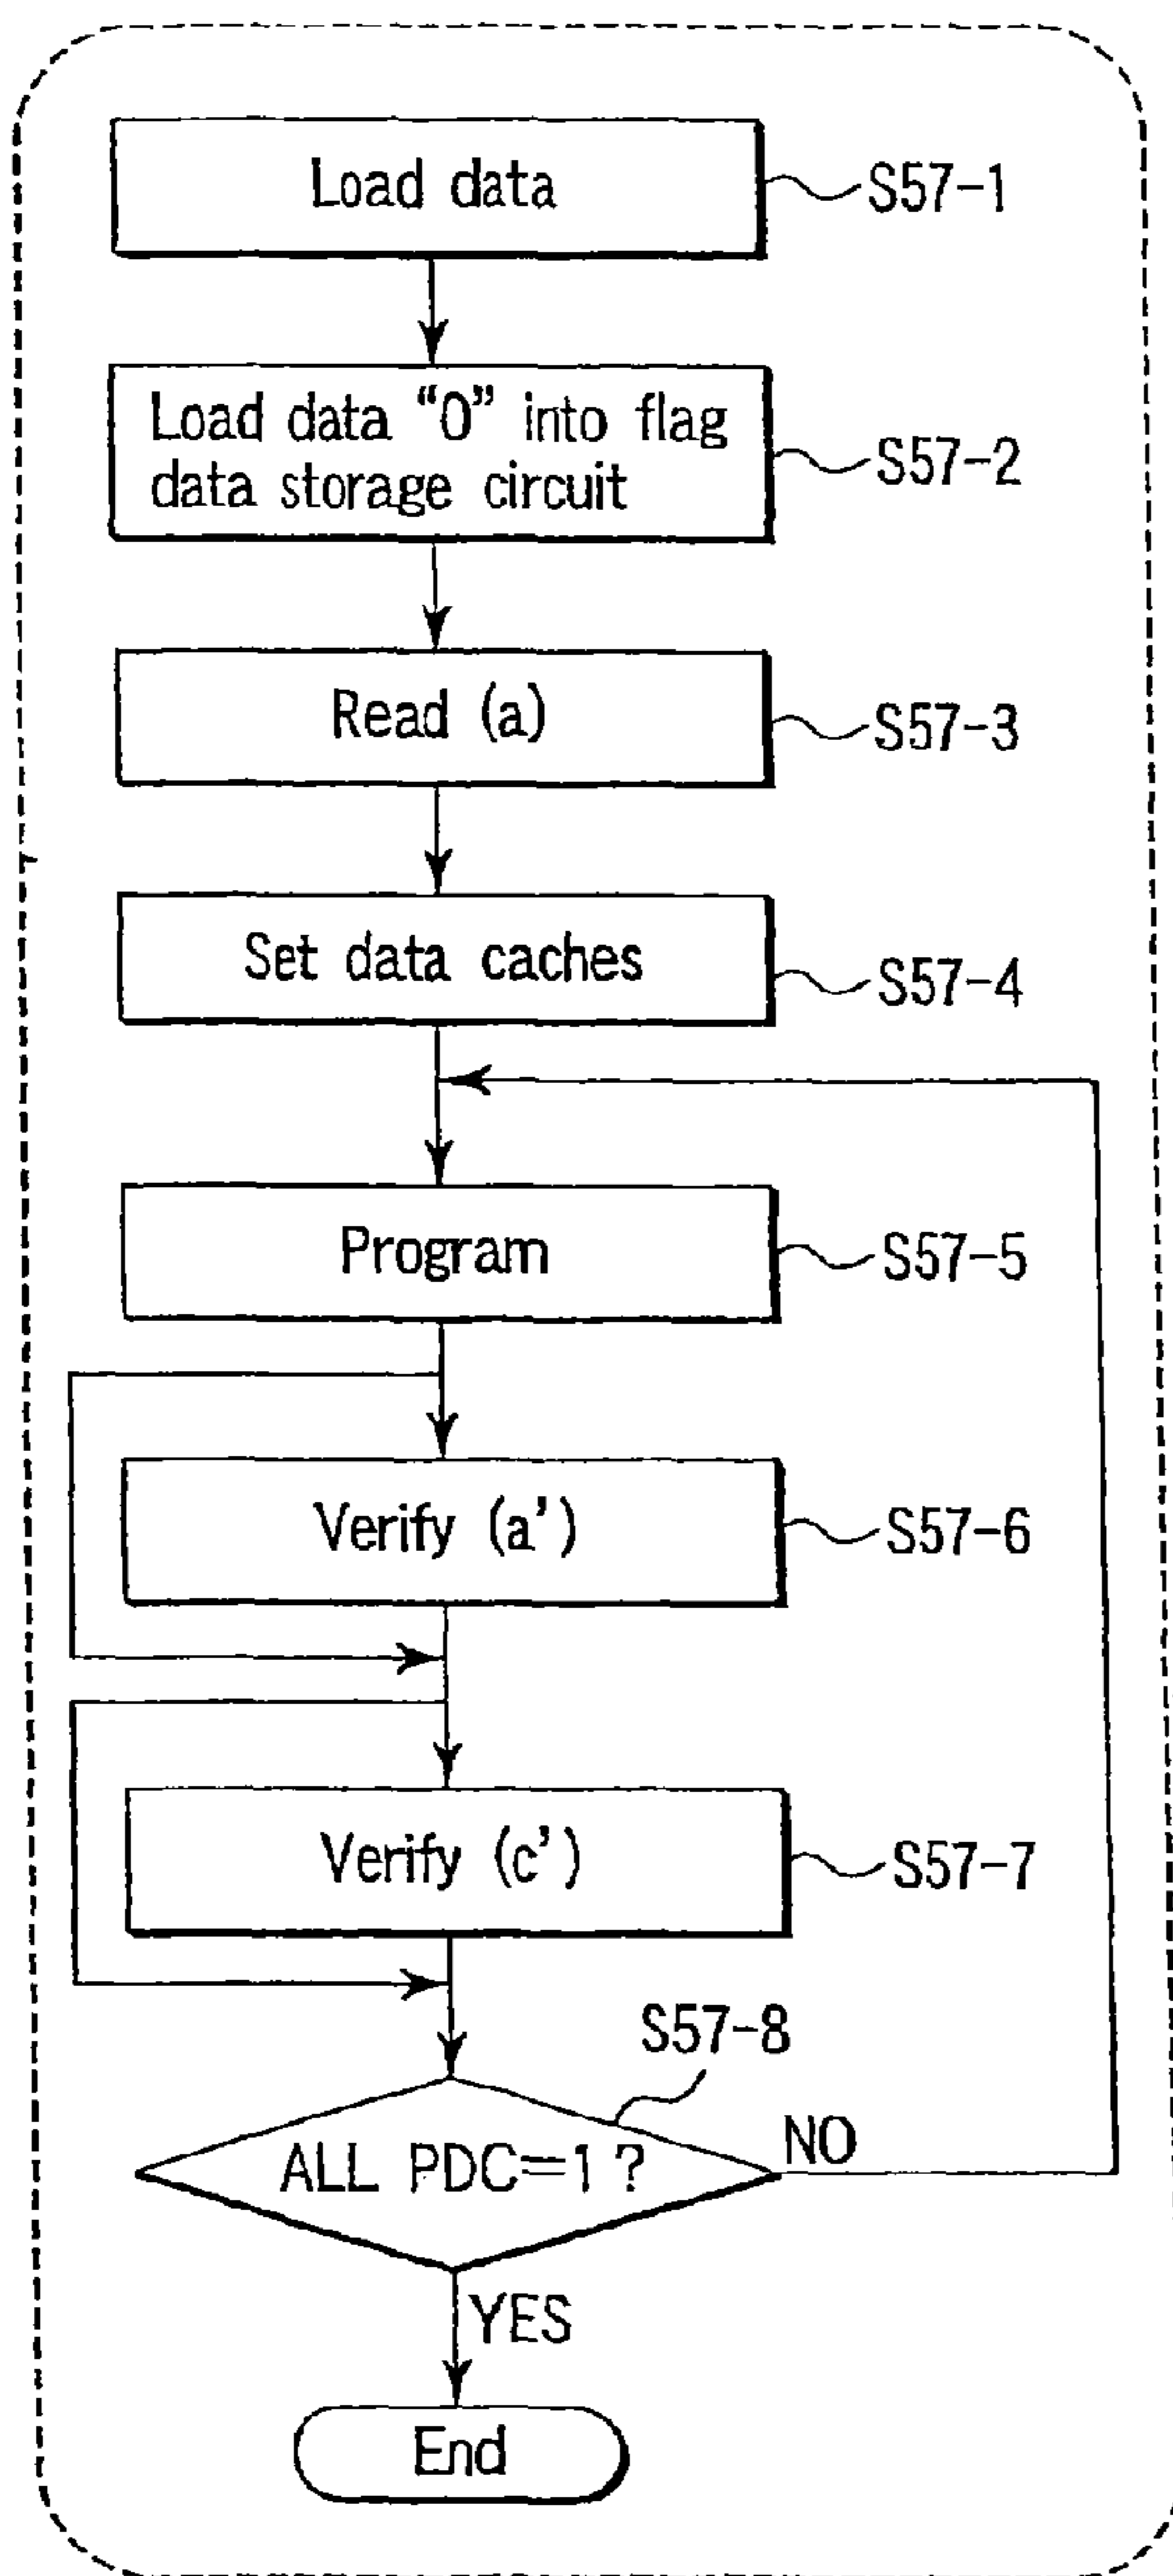 Load data
S57-1
Load data “0” into flag
data storage circuit
S57-2
Read (a)
S57-3
Set data caches
S57-4
Program
S57-5
Verify (a’)
S57-6
Verify (c’)
S57-7
S57-8
ALL PDC=1 ?
NO
YES
End